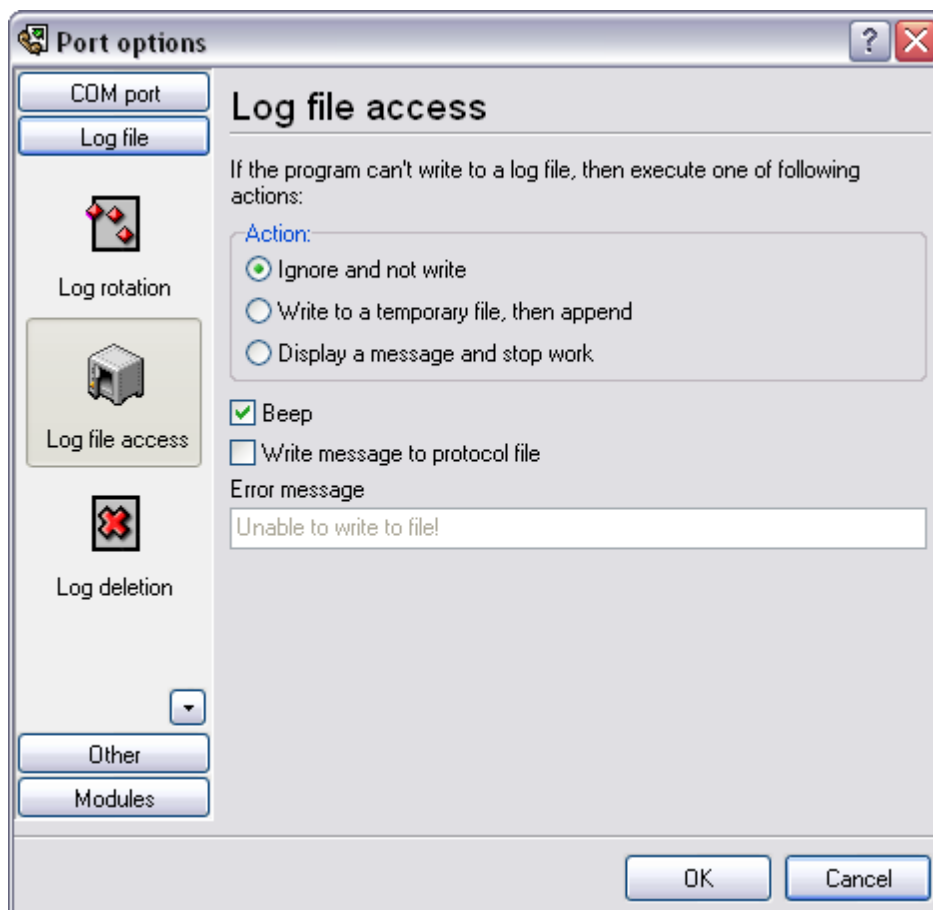 Port options
COM port
Log file
Log rotation
Log file access
Log deletion
Other
Modules
Log file access
If the program can't write to a log file, then execute one of following
actions:
Action:
Ignore and not write
Write to a temporary file, then append
Display a message and stop work
Beep
Write message to protocol file
Error message
Unable to write to file!
OK
Cancel